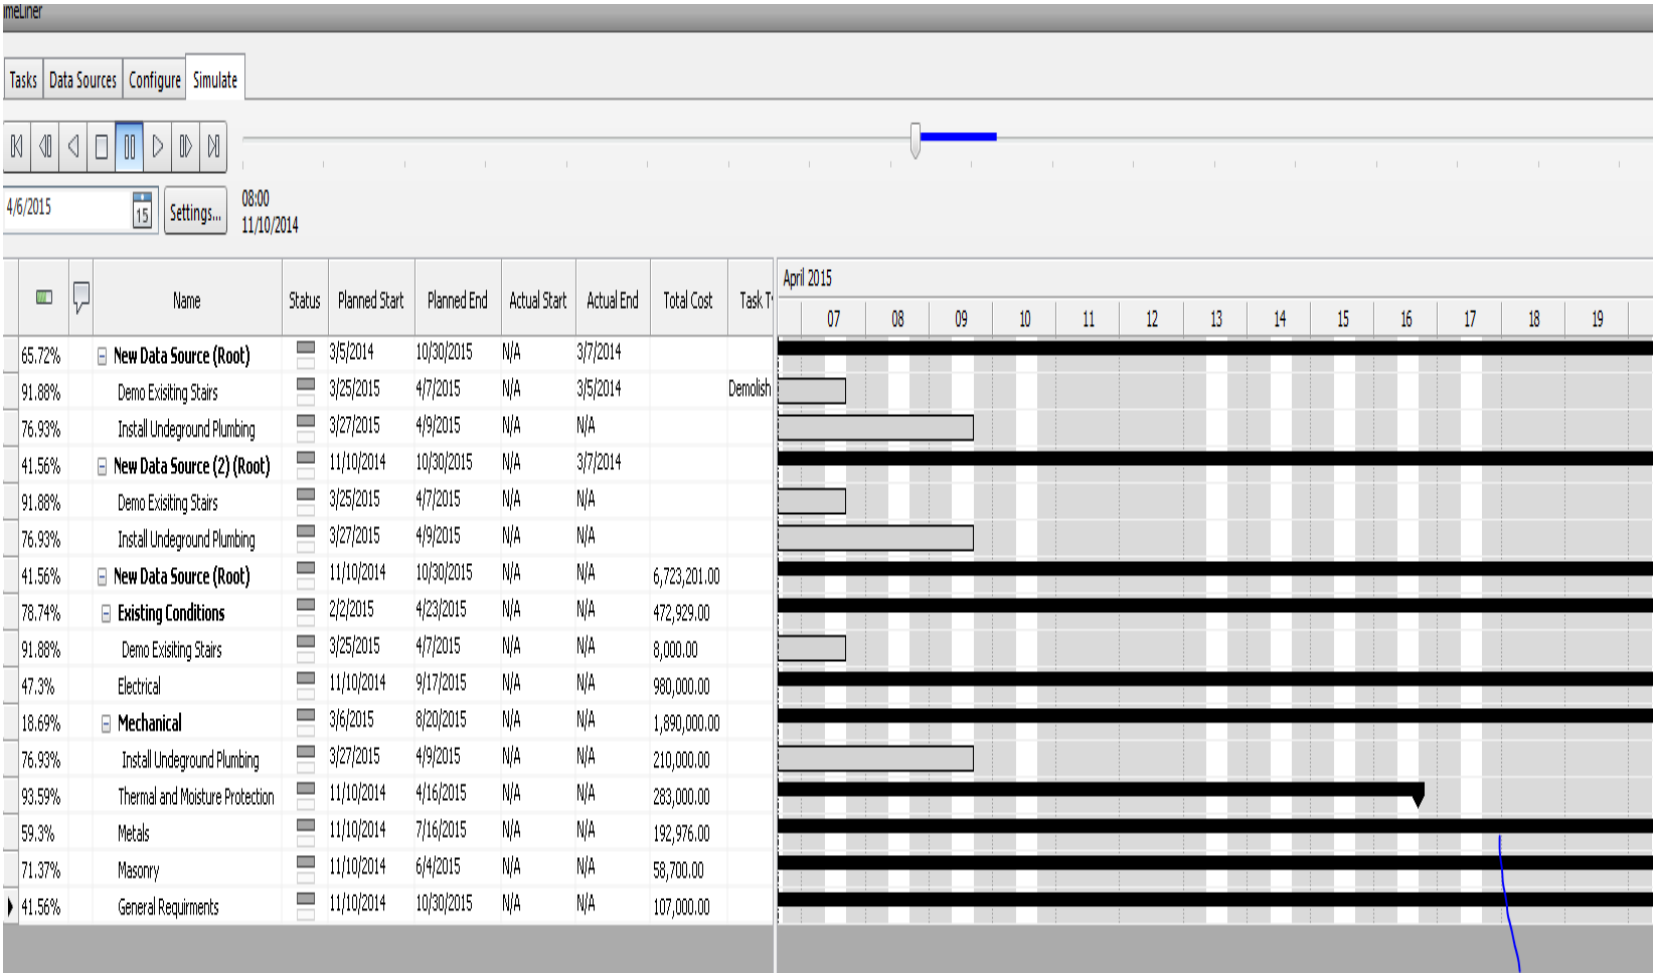 imeLiner
Tasks Data Sources Configure Simulate
4/6/2015 15 Settings... 08:00
11/10/2014
Name Status Planned Start Planned End Actual Start Actual End Total Cost Task T
April 2015
07 08 09 10 11 12 13 14 15 16 17 18 19
65.72% New Data Source (Root) 3/5/2014 10/30/2015 N/A 3/7/2014
91.88% Demo Exisiting Stairs 3/25/2015 4/7/2015 N/A 3/5/2014 Demolish
76.93% Install Undeground Plumbing 3/27/2015 4/9/2015 N/A N/A
41.56% New Data Source (2) (Root) 11/10/2014 10/30/2015 N/A 3/7/2014
91.88% Demo Exisiting Stairs 3/25/2015 4/7/2015 N/A N/A
76.93% Install Undeground Plumbing 3/27/2015 4/9/2015 N/A N/A
41.56% New Data Source (Root) 11/10/2014 10/30/2015 N/A N/A 6,723,201.00
78.74% Existing Conditions 2/2/2015 4/23/2015 N/A N/A 472,929.00
91.88% Demo Exisiting Stairs 3/25/2015 4/7/2015 N/A N/A 8,000.00
47.3% Electrical 11/10/2014 9/17/2015 N/A N/A 980,000.00
18.69% Mechanical 3/6/2015 8/20/2015 N/A N/A 1,890,000.00
76.93% Install Undeground Plumbing 3/27/2015 4/9/2015 N/A N/A 210,000.00
93.59% Thermal and Moisture Protection 11/10/2014 4/16/2015 N/A N/A 283,000.00
59.3% Metals 11/10/2014 7/16/2015 N/A N/A 192,976.00
71.37% Masonry 11/10/2014 6/4/2015 N/A N/A 58,700.00
41.56% General Requirments 11/10/2014 10/30/2015 N/A N/A 107,000.00